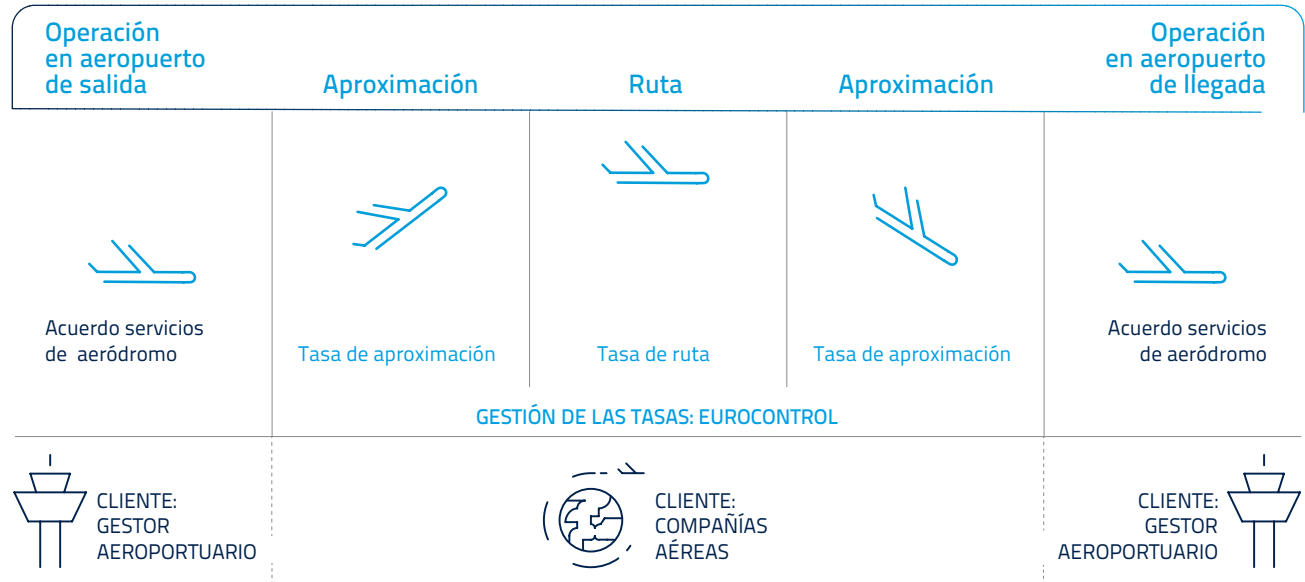 Operación
en aeropuerto
de salida
Aproximación
Ruta
Aproximación
Operación
en aeropuerto
de llegada
Acuerdo servicios
de aeródromo
Tasa de aproximación
Tasa de ruta
Tasa de aproximación
Acuerdo servicios
de aeródromo
GESTIÓN DE LAS TASAS: EUROCONTROL
CLIENTE:
GESTOR
AEROPORTUARIO
CLIENTE:
COMPAÑÍAS
AÉREAS
CLIENTE:
GESTOR
AEROPORTUARIO